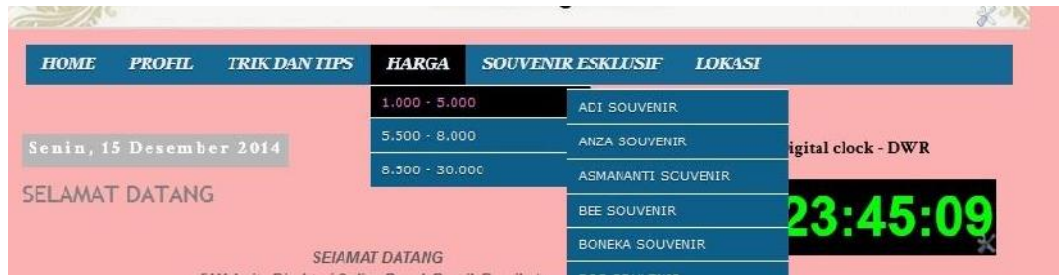 HOME PROFIL TRIK DAN TIPS HARGA SOUVENIR ESKLUSIF LOKASI
1.000 - 5.000
5.500 - 8.000
8.500 - 30.000
ADI SOUVENIR
ANZA SOUVENIR
ASMANANTI SOUVENIR
BEE SOUVENIR
BONEKA SOUVENIR
Senin, 15 Desember 2014
SELAMAT DATANG
SELAMAT DATANG
igital clock - DWR
23:45:09